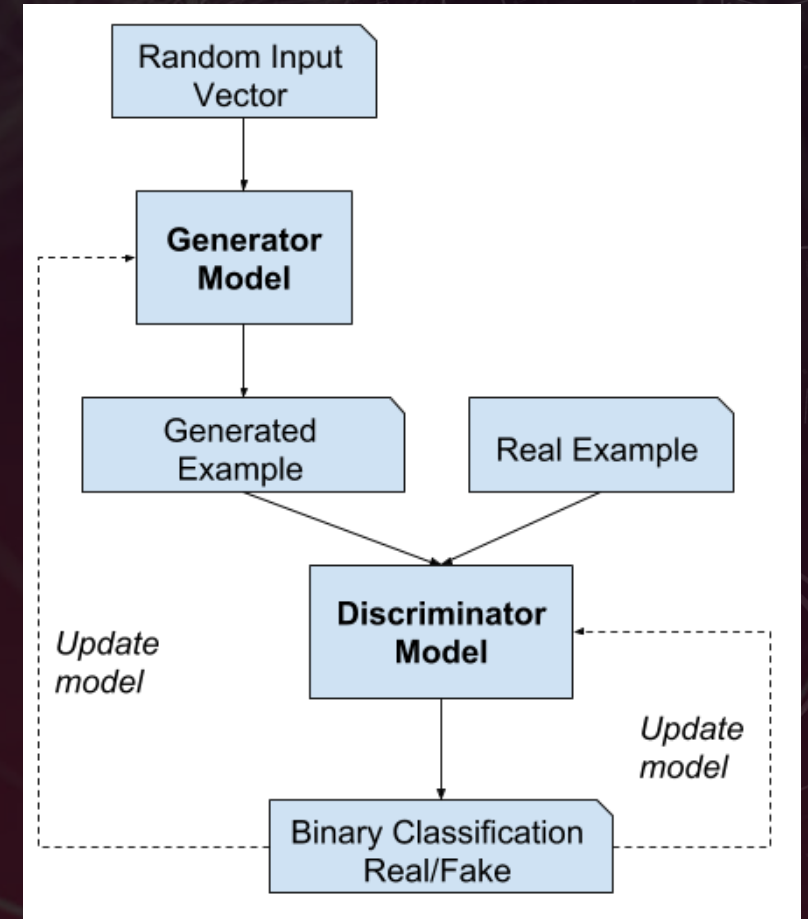 Random Input
Vector
Generator
Model
Generated
Example
Real Example
Discriminator
Model
Update
model
Update
model
Binary Classification
Real/Fake